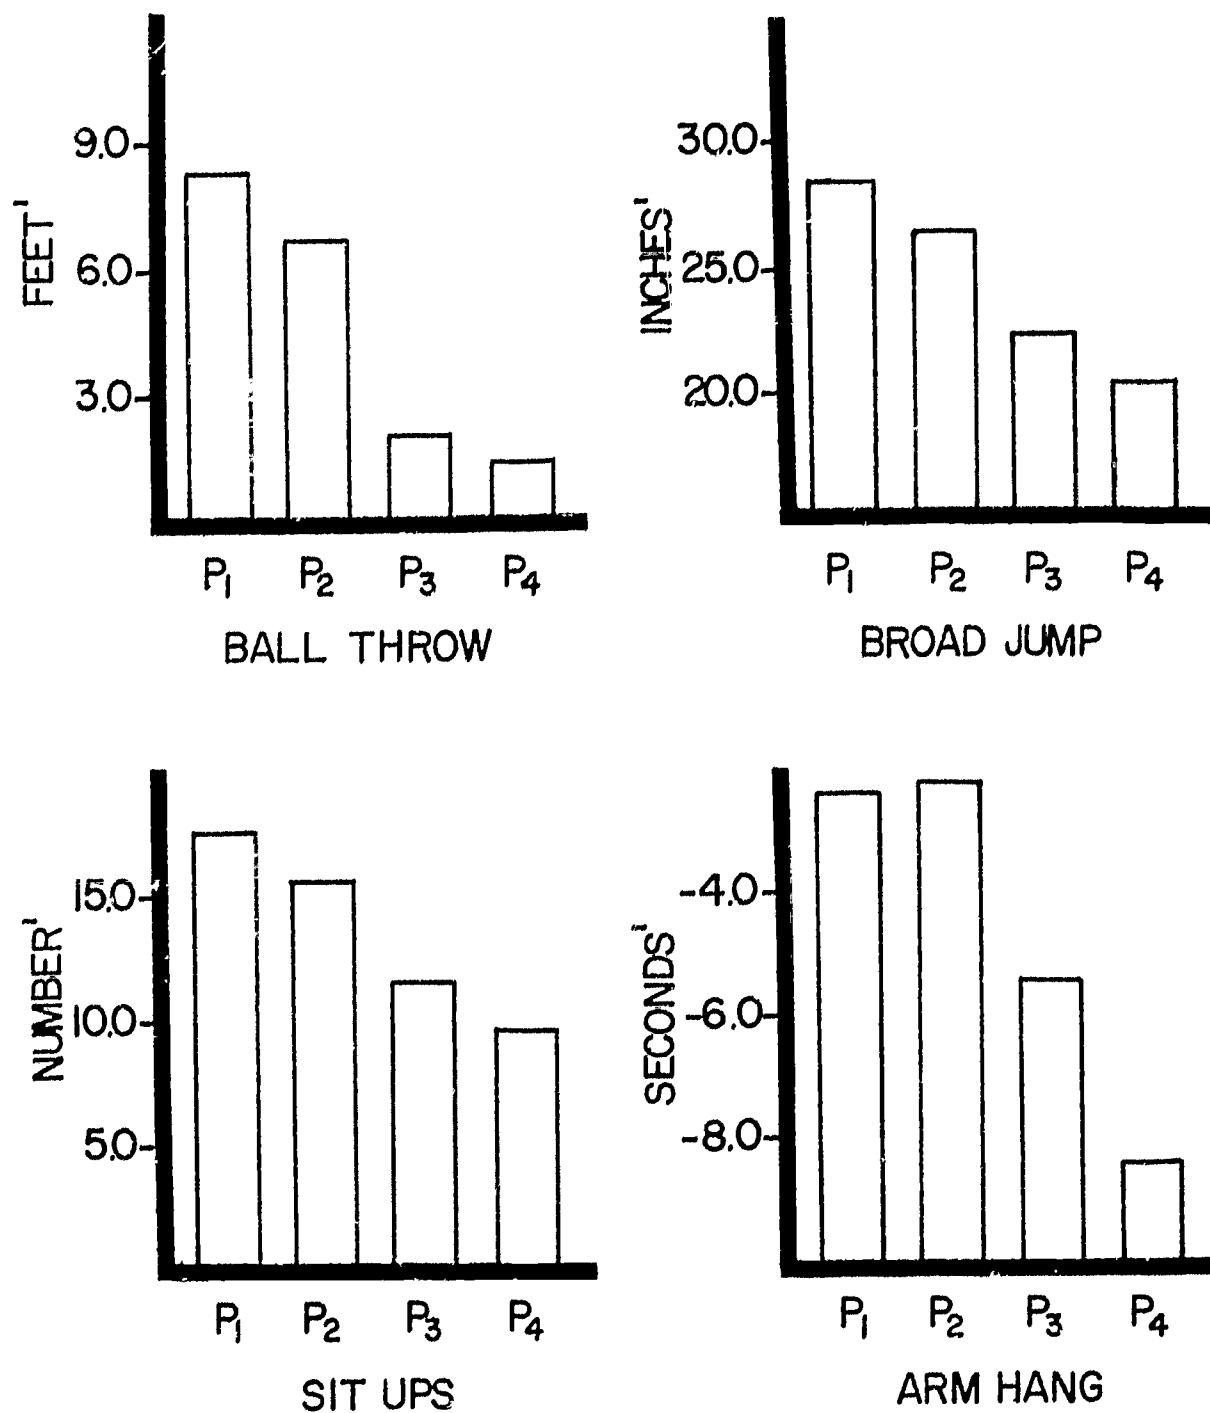 FEET¹
9.0
6.0
3.0
P₁ P₂ P₃ P₄
BALL THROW
INCHES¹
30.0
25.0
20.0
P₁ P₂ P₃ P₄
BROAD JUMP
NUMBER¹
15.0
10.0
5.0
P₁ P₂ P₃ P₄
SIT UPS
SECONDS¹
-4.0
-6.0
-8.0
P₁ P₂ P₃ P₄
ARM HANG